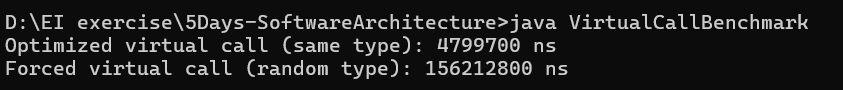 D:\EI exercise\5Days-SoftwareArchitecture>java VirtualCallBenchmark
Optimized virtual call (same type): 4799700 ns
Forced virtual call (random type): 156212800 ns